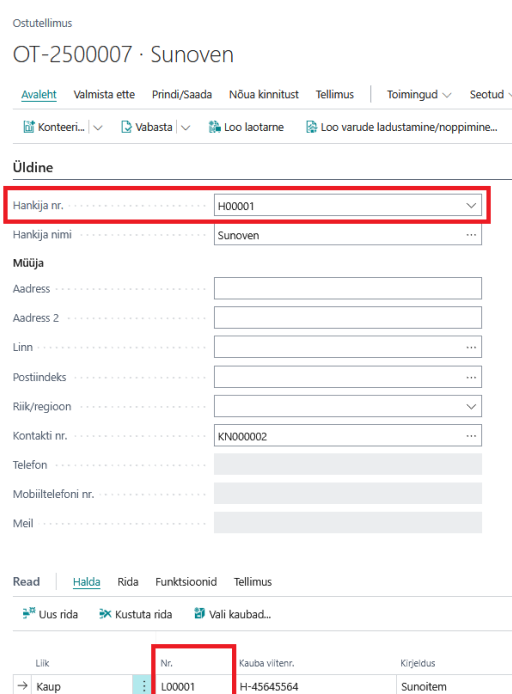 Ostutellimus
OT-2500007 · Sunoven
Avaleht Valmista ette Prindi/Saada Nõua kinnitust Tellimus Toimingud Seotud
Konteeri... Vabasta Loo laotarne Loo varude ladustamine/noppimine...
Üldine
Hankija nr. H00001
Hankija nimi Sunoven
Müüja
Aadress
Aadress 2
Linn
Postiindeks
Riik/regioon
Kontakti nr. KN000002
Telefon
Mobiiltelefoni nr.
Meil
Read Halda Rida Funktsioonid Tellimus
Uus rida Kustuta rida Vali kaubad...
Liik Nr. Kauba viitenr. Kirjeldus
Kaup L00001 H-45645564 Sunoitem